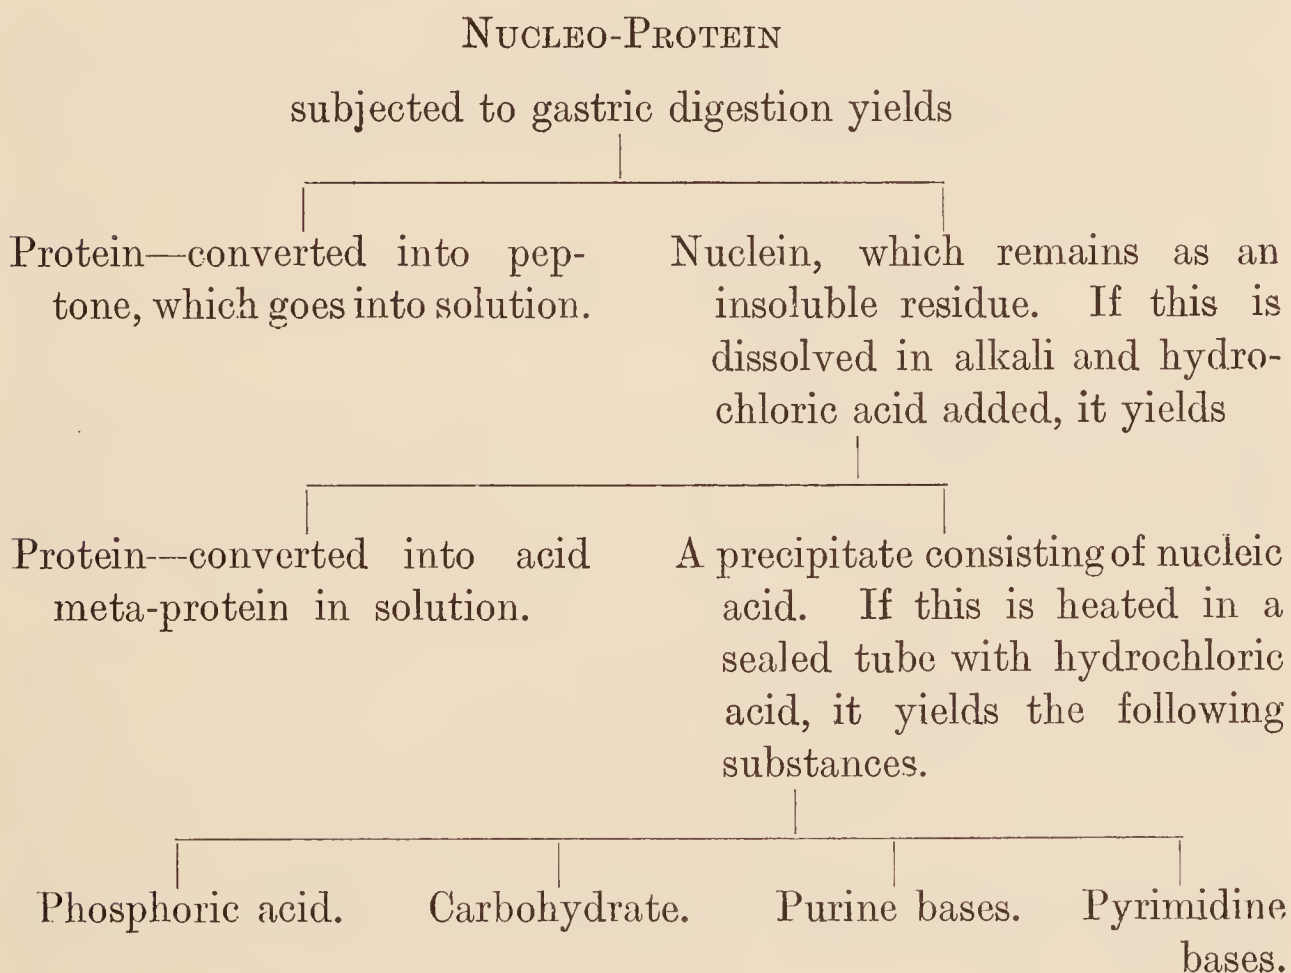 NUCLEO-PROTEIN
subjected to gastric digestion yields
Protein—converted into pep-
tone, which goes into solution.
Nuclein, which remains as an
insoluble residue. If this is
dissolved in alkali and hydro-
chloric acid added, it yields
Protein—converted into acid
meta-protein in solution.
A precipitate consisting of nucleic
acid. If this is heated in a
sealed tube with hydrochloric
acid, it yields the following
substances.
Phosphoric acid.
Carbohydrate.
Purine bases.
Pyrimidine
bases.